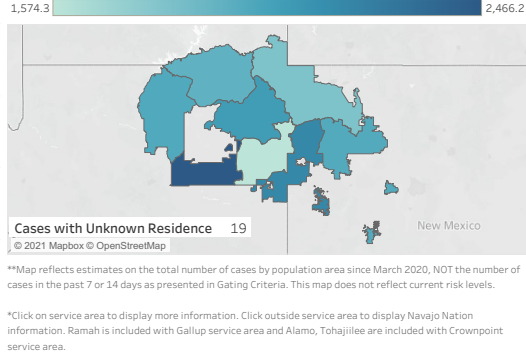 1,574.3 2,466.2
New Mexico
Cases with Unknown Residence 19
© 2021 Mapbox © OpenStreetMap
**Map reflects estimates on the total number of cases by population area since March 2020, NOT the number of
cases in the past 7 or 14 days as presented in Gating Criteria. This map does not reflect current risk levels.
*Click on service area to display more information. Click outside service area to display Navajo Nation
information. Ramah is included with Gallup service area and Alamo, Tohajiilee are included with Crownpoint
service area.